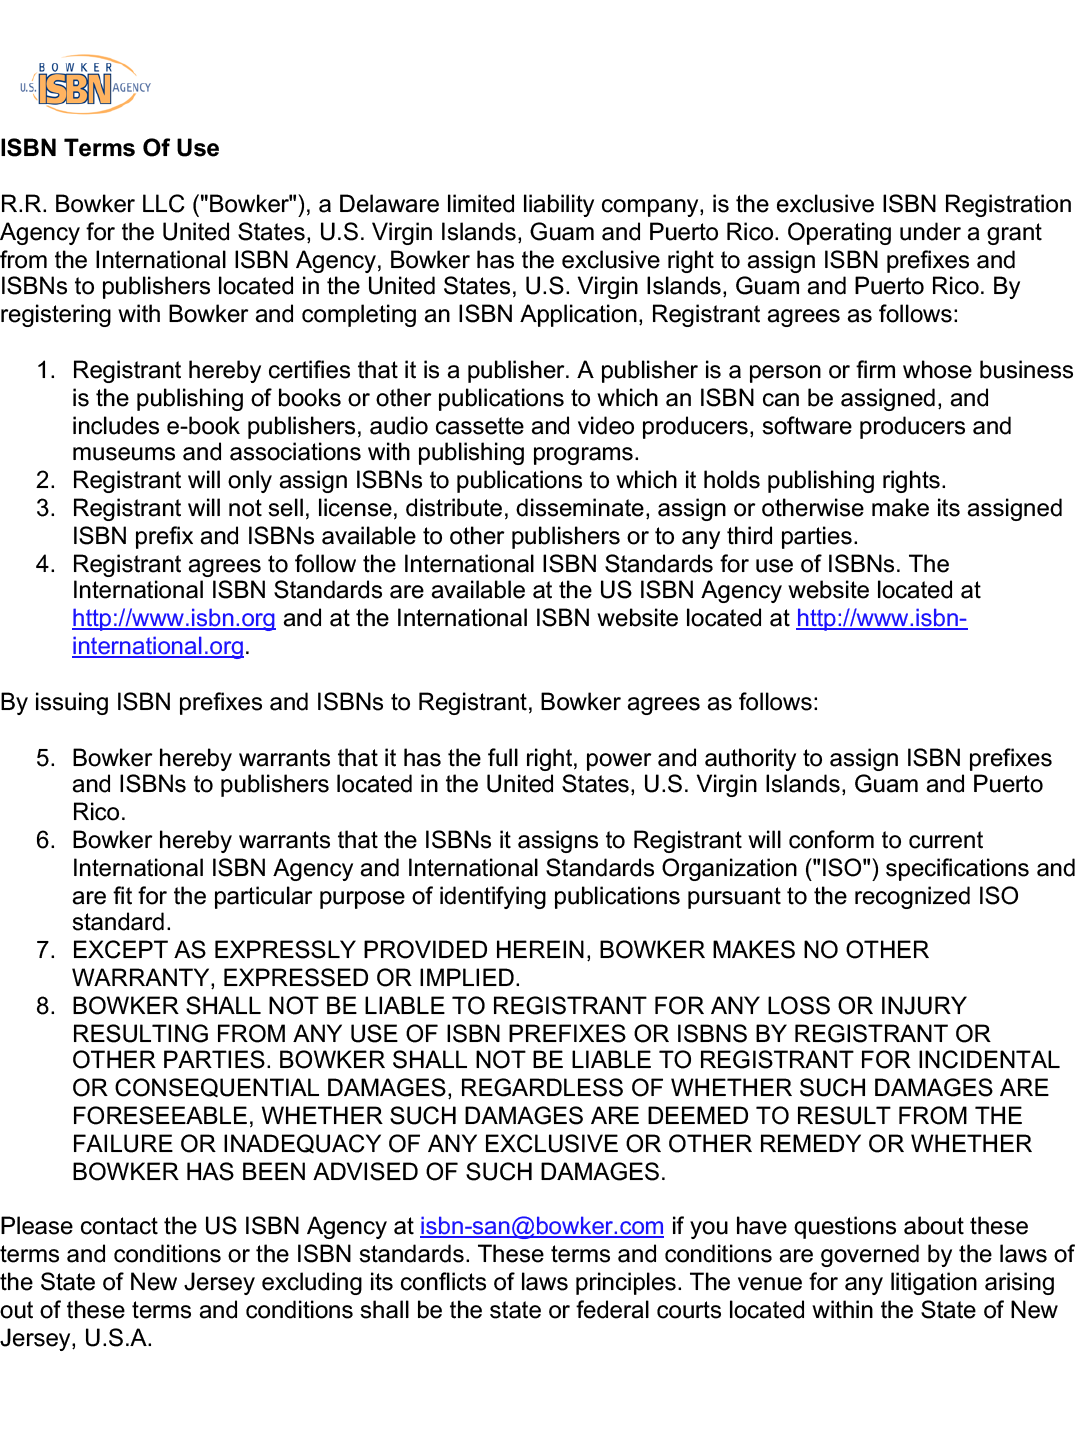 BOWKER
U.S. ISBN AGENCY
ISBN Terms Of Use
R.R. Bowker LLC ("Bowker"), a Delaware limited liability company, is the exclusive ISBN Registration
Agency for the United States, U.S. Virgin Islands, Guam and Puerto Rico. Operating under a grant
from the International ISBN Agency, Bowker has the exclusive right to assign ISBN prefixes and
ISBNs to publishers located in the United States, U.S. Virgin Islands, Guam and Puerto Rico. By
registering with Bowker and completing an ISBN Application, Registrant agrees as follows:
1. Registrant hereby certifies that it is a publisher. A publisher is a person or firm whose business
is the publishing of books or other publications to which an ISBN can be assigned, and
includes e-book publishers, audio cassette and video producers, software producers and
museums and associations with publishing programs.
2. Registrant will only assign ISBNs to publications to which it holds publishing rights.
3. Registrant will not sell, license, distribute, disseminate, assign or otherwise make its assigned
ISBN prefix and ISBNs available to other publishers or to any third parties.
4. Registrant agrees to follow the International ISBN Standards for use of ISBNs. The
International ISBN Standards are available at the US ISBN Agency website located at
http://www.isbn.org and at the International ISBN website located at http://www.isbn-
international.org.
By issuing ISBN prefixes and ISBNs to Registrant, Bowker agrees as follows:
5. Bowker hereby warrants that it has the full right, power and authority to assign ISBN prefixes
and ISBNs to publishers located in the United States, U.S. Virgin Islands, Guam and Puerto
Rico.
6. Bowker hereby warrants that the ISBNs it assigns to Registrant will conform to current
International ISBN Agency and International Standards Organization ("ISO") specifications and
are fit for the particular purpose of identifying publications pursuant to the recognized ISO
standard.
7. EXCEPT AS EXPRESSLY PROVIDED HEREIN, BOWKER MAKES NO OTHER
WARRANTY, EXPRESSED OR IMPLIED.
8. BOWKER SHALL NOT BE LIABLE TO REGISTRANT FOR ANY LOSS OR INJURY
RESULTING FROM ANY USE OF ISBN PREFIXES OR ISBNS BY REGISTRANT OR
OTHER PARTIES. BOWKER SHALL NOT BE LIABLE TO REGISTRANT FOR INCIDENTAL
OR CONSEQUENTIAL DAMAGES, REGARDLESS OF WHETHER SUCH DAMAGES ARE
FORESEEABLE, WHETHER SUCH DAMAGES ARE DEEMED TO RESULT FROM THE
FAILURE OR INADEQUACY OF ANY EXCLUSIVE OR OTHER REMEDY OR WHETHER
BOWKER HAS BEEN ADVISED OF SUCH DAMAGES.
Please contact the US ISBN Agency at isbn-san@bowker.com if you have questions about these
terms and conditions or the ISBN standards. These terms and conditions are governed by the laws of
the State of New Jersey excluding its conflicts of laws principles. The venue for any litigation arising
out of these terms and conditions shall be the state or federal courts located within the State of New
Jersey, U.S.A.